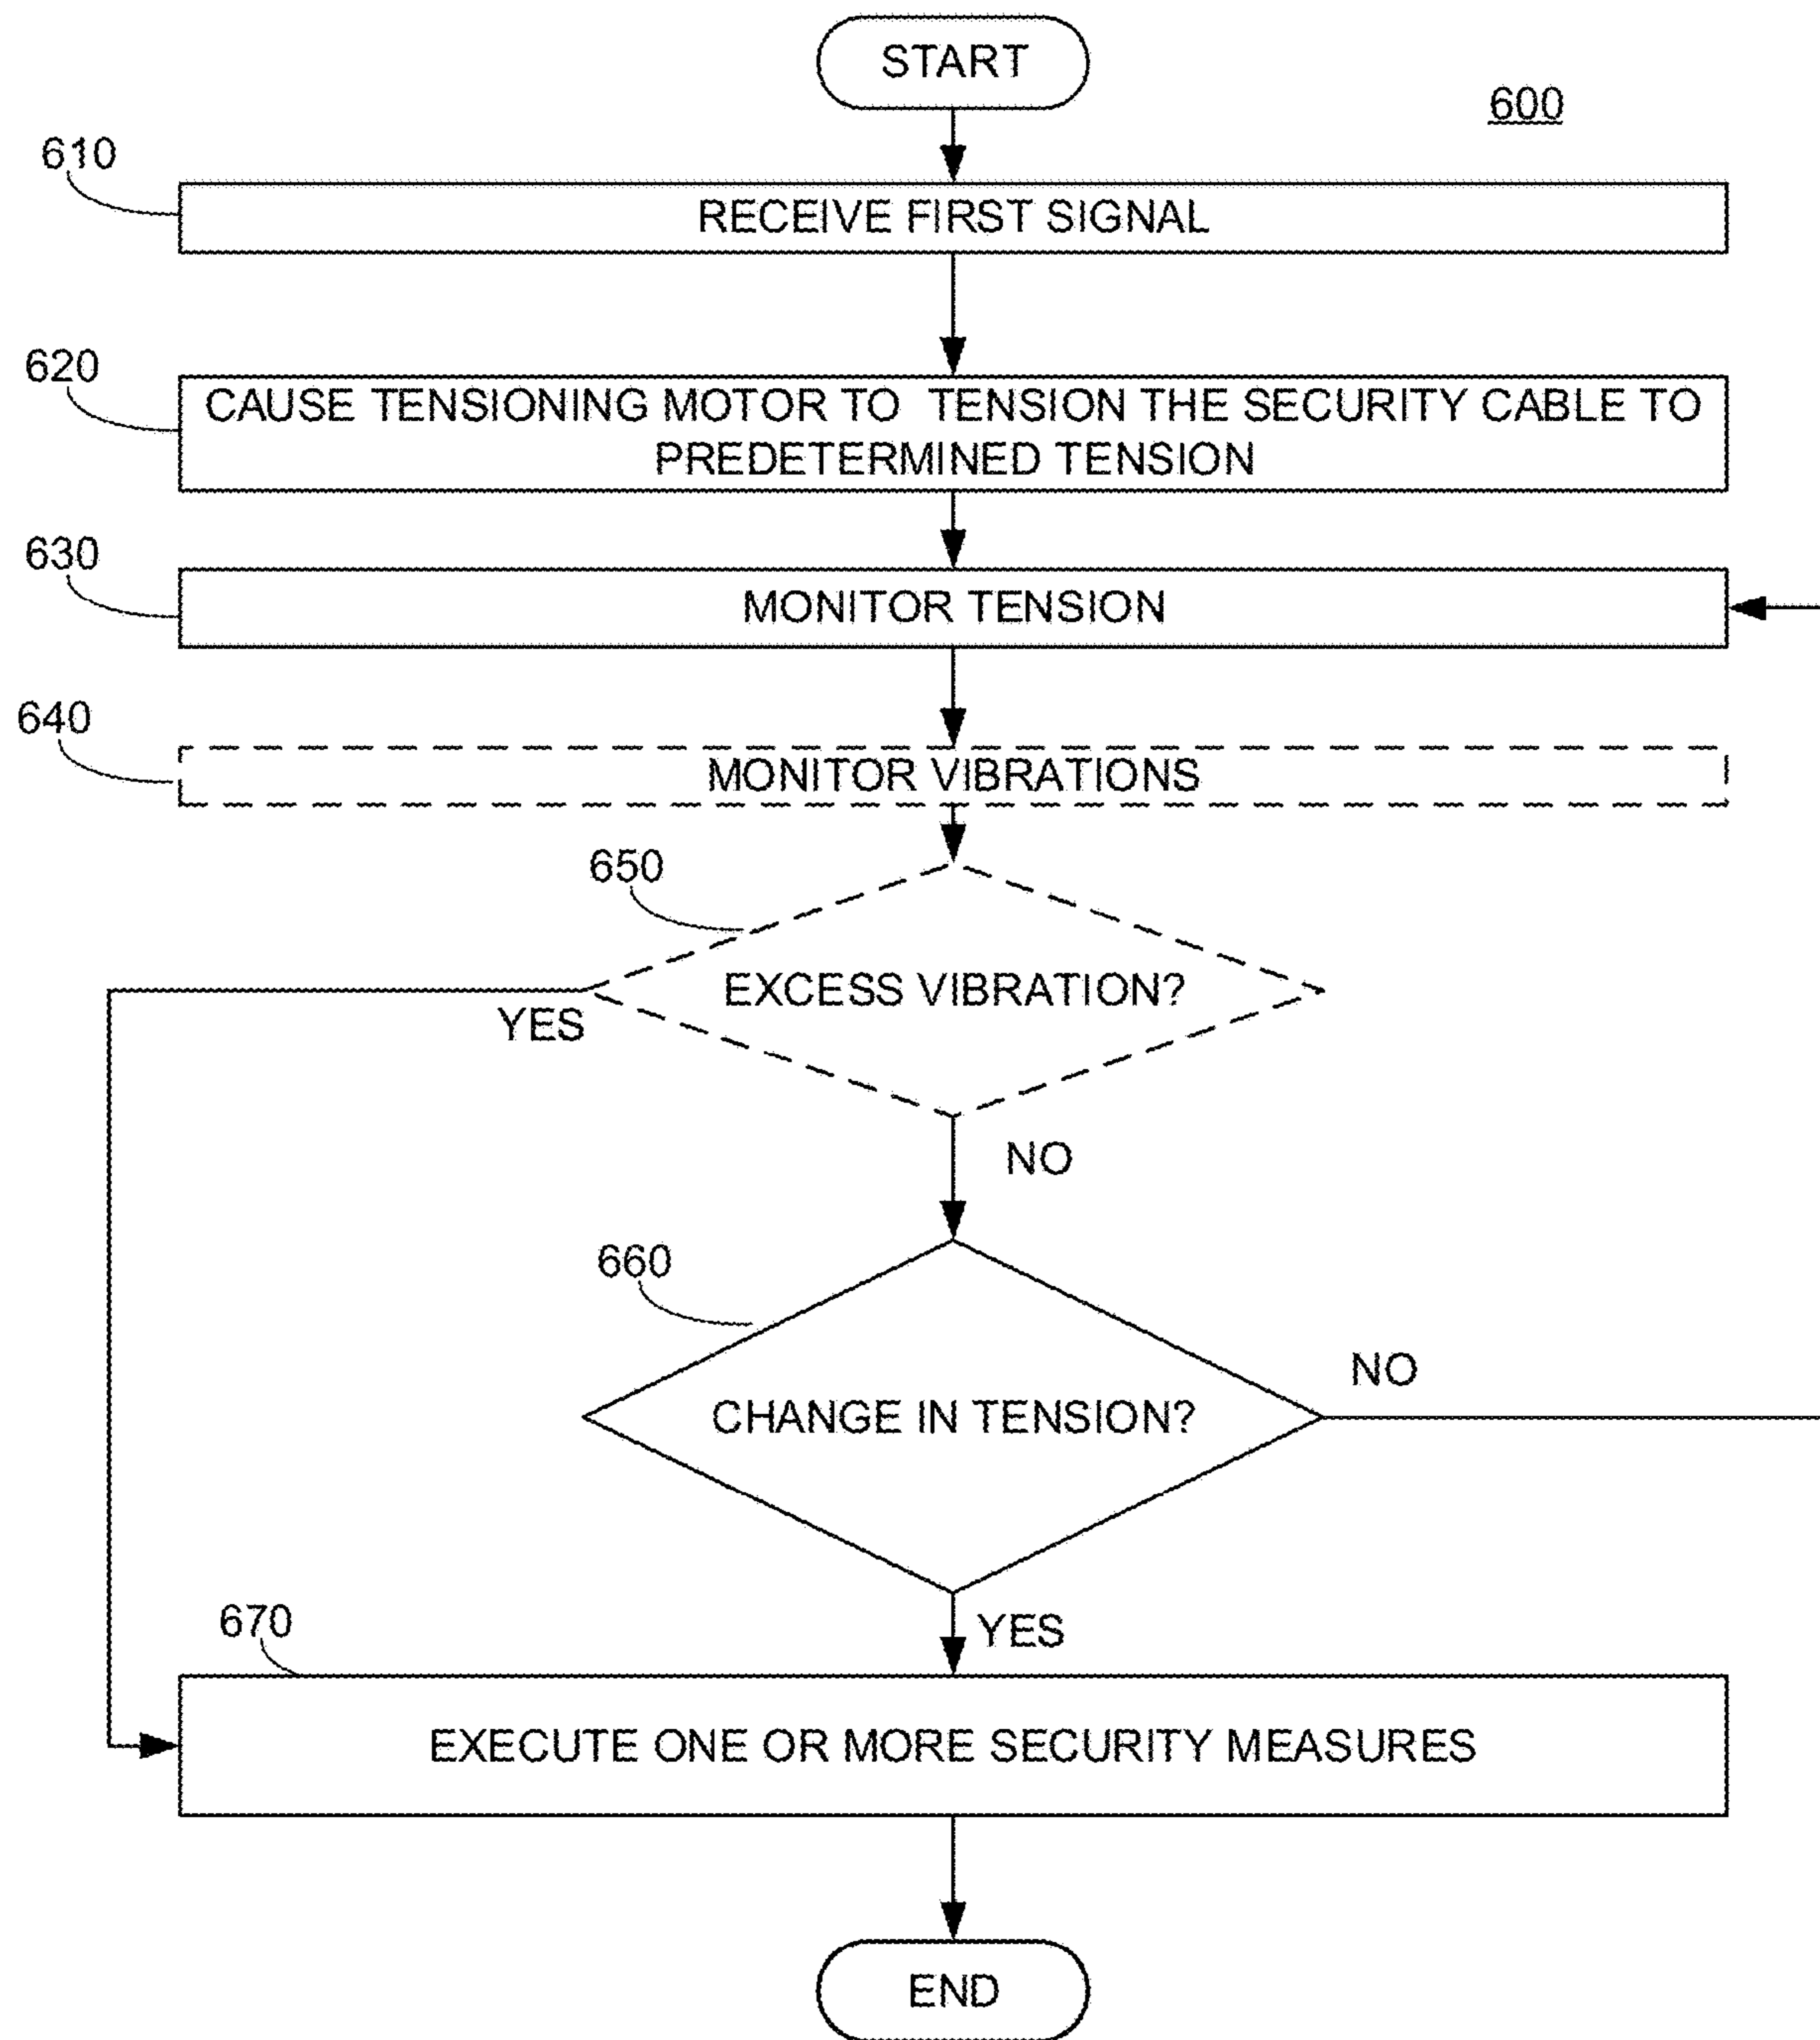 START
600
610
RECEIVE FIRST SIGNAL
620
CAUSE TENSIONING MOTOR TO TENSION THE SECURITY CABLE TO
PREDETERMINED TENSION
630
MONITOR TENSION
640
MONITOR VIBRATIONS
650
EXCESS VIBRATION?
YES
NO
660
CHANGE IN TENSION?
NO
YES
670
EXECUTE ONE OR MORE SECURITY MEASURES
END